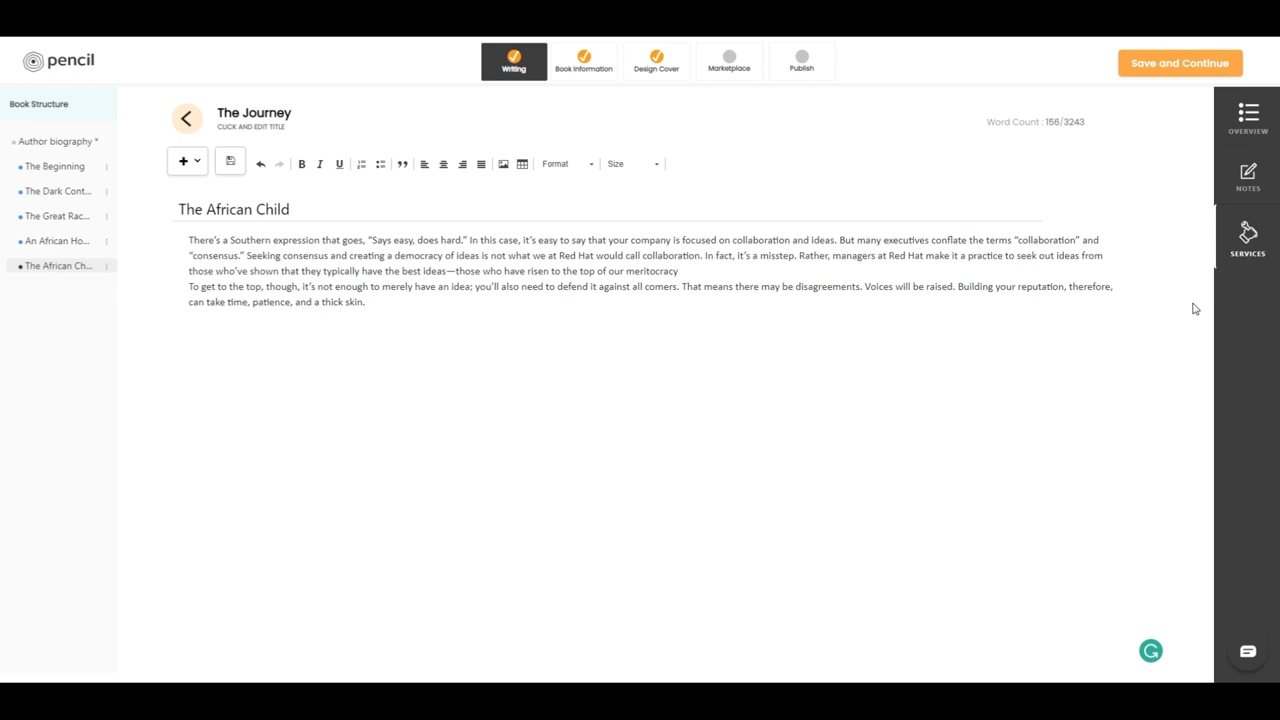 pencil
Writing
Book Information
Design Cover
Marketplace
Publish
Save and Continue
Book Structure
Author biography *
The Beginning
The Dark Cont...
The Great Rac...
An African Ho...
The African Ch...
The Journey
CLICK AND EDIT TITLE
Word Count : 156/3243
B I U
Format
Size
The African Child
There's a Southern expression that goes, “Says easy, does hard.” In this case, it's easy to say that your company is focused on collaboration and ideas. But many executives conflate the terms “collaboration” and
“consensus.” Seeking consensus and creating a democracy of ideas is not what we at Red Hat would call collaboration. In fact, it's a misstep. Rather, managers at Red Hat make it a practice to seek out ideas from
those who've shown that they typically have the best ideas—those who have risen to the top of our meritocracy
To get to the top, though, it's not enough to merely have an idea; you'll also need to defend it against all comers. That means there may be disagreements. Voices will be raised. Building your reputation, therefore,
can take time, patience, and a thick skin.
OVERVIEW
NOTES
SERVICES